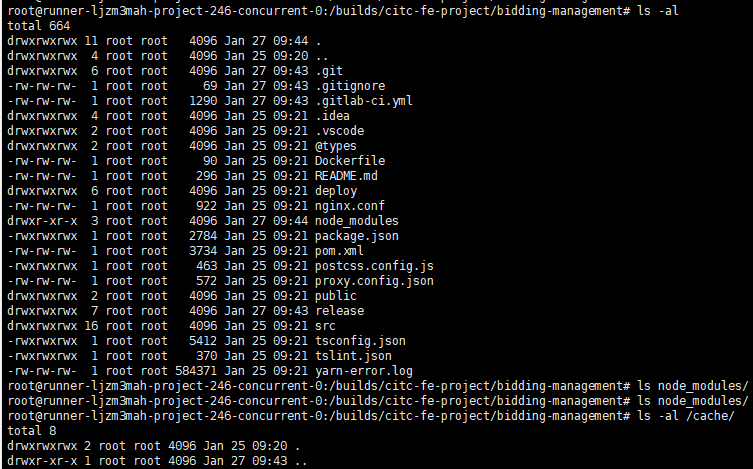 root@runner-ljzm3mah-project-246-concurrent-0:/builds/citc-fe-project/bidding-management# ls -al
total 664
drwxrwxrwx 11 root root   4096 Jan 27 09:44 .
drwxrwxrwx  4 root root   4096 Jan 25 09:20 ..
drwxrwxrwx  6 root root   4096 Jan 27 09:43 .git
-rw-rw-rw-  1 root root     69 Jan 27 09:43 .gitignore
-rw-rw-rw-  1 root root   1290 Jan 27 09:43 .gitlab-ci.yml
drwxrwxrwx  4 root root   4096 Jan 25 09:21 .idea
drwxrwxrwx  2 root root   4096 Jan 25 09:21 .vscode
drwxrwxrwx  2 root root   4096 Jan 25 09:21 @types
-rw-rw-rw-  1 root root     90 Jan 25 09:21 Dockerfile
-rw-rw-rw-  1 root root    296 Jan 25 09:21 README.md
drwxrwxrwx  6 root root   4096 Jan 25 09:21 deploy
-rw-rw-rw-  1 root root    922 Jan 25 09:21 nginx.conf
drwxr-xr-x  3 root root   4096 Jan 27 09:44 node_modules
-rwxrwxrwx  1 root root   2784 Jan 25 09:21 package.json
-rw-rw-rw-  1 root root   3734 Jan 25 09:21 pom.xml
-rwxrwxrwx  1 root root    463 Jan 25 09:21 postcss.config.js
-rwxrwxrwx  1 root root    572 Jan 25 09:21 proxy.config.json
drwxrwxrwx  2 root root   4096 Jan 25 09:21 public
drwxrwxrwx  7 root root   4096 Jan 27 09:43 release
drwxrwxrwx 16 root root   4096 Jan 25 09:21 src
-rwxrwxrwx  1 root root   5412 Jan 25 09:21 tsconfig.json
-rwxrwxrwx  1 root root    370 Jan 25 09:21 tslint.json
-rw-rw-rw-  1 root root 584371 Jan 25 09:21 yarn-error.log
root@runner-ljzm3mah-project-246-concurrent-0:/builds/citc-fe-project/bidding-management# ls node_modules/
root@runner-ljzm3mah-project-246-concurrent-0:/builds/citc-fe-project/bidding-management# ls node_modules/
root@runner-ljzm3mah-project-246-concurrent-0:/builds/citc-fe-project/bidding-management# ls -al /cache/
total 8
drwxrwxrwx 2 root root 4096 Jan 25 09:20 .
drwxr-xr-x 1 root root 4096 Jan 27 09:43 ..